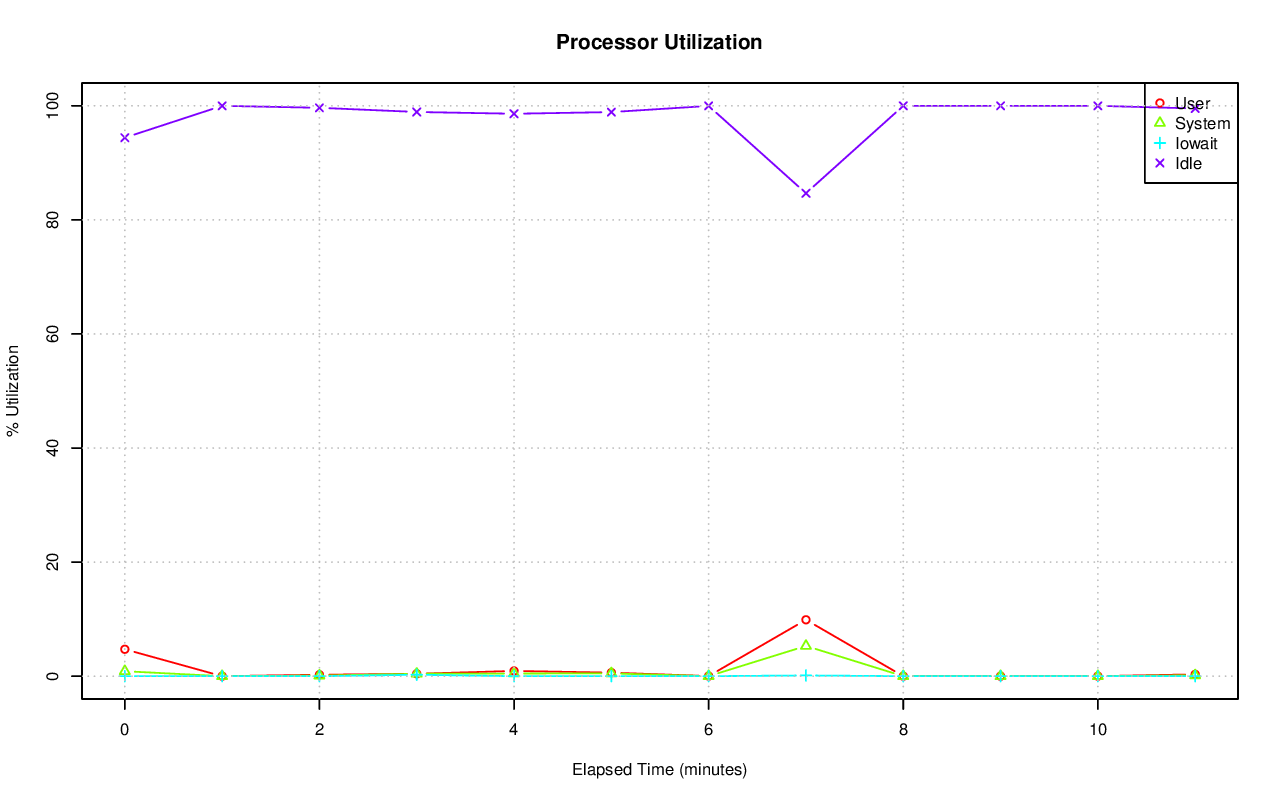 Processor Utilization
100
80
60
40
20
0
% Utilization
User
System
Iowait
Idle
0 2 4 6 8 10
Elapsed Time (minutes)